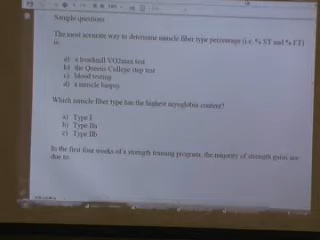 Sample questions
The most accurate way to determine muscle fiber type percentage (i.e. % ST and % FT)
is:
a) a treadmill VO2max test
b) the Queens College step test
c) blood testing
d) a muscle biopsy
Which muscle fiber type has the highest myoglobin content?
a) Type I
b) Type IIa
c) Type IIb
In the first four weeks of a strength training program, the majority of strength gains are
due to: